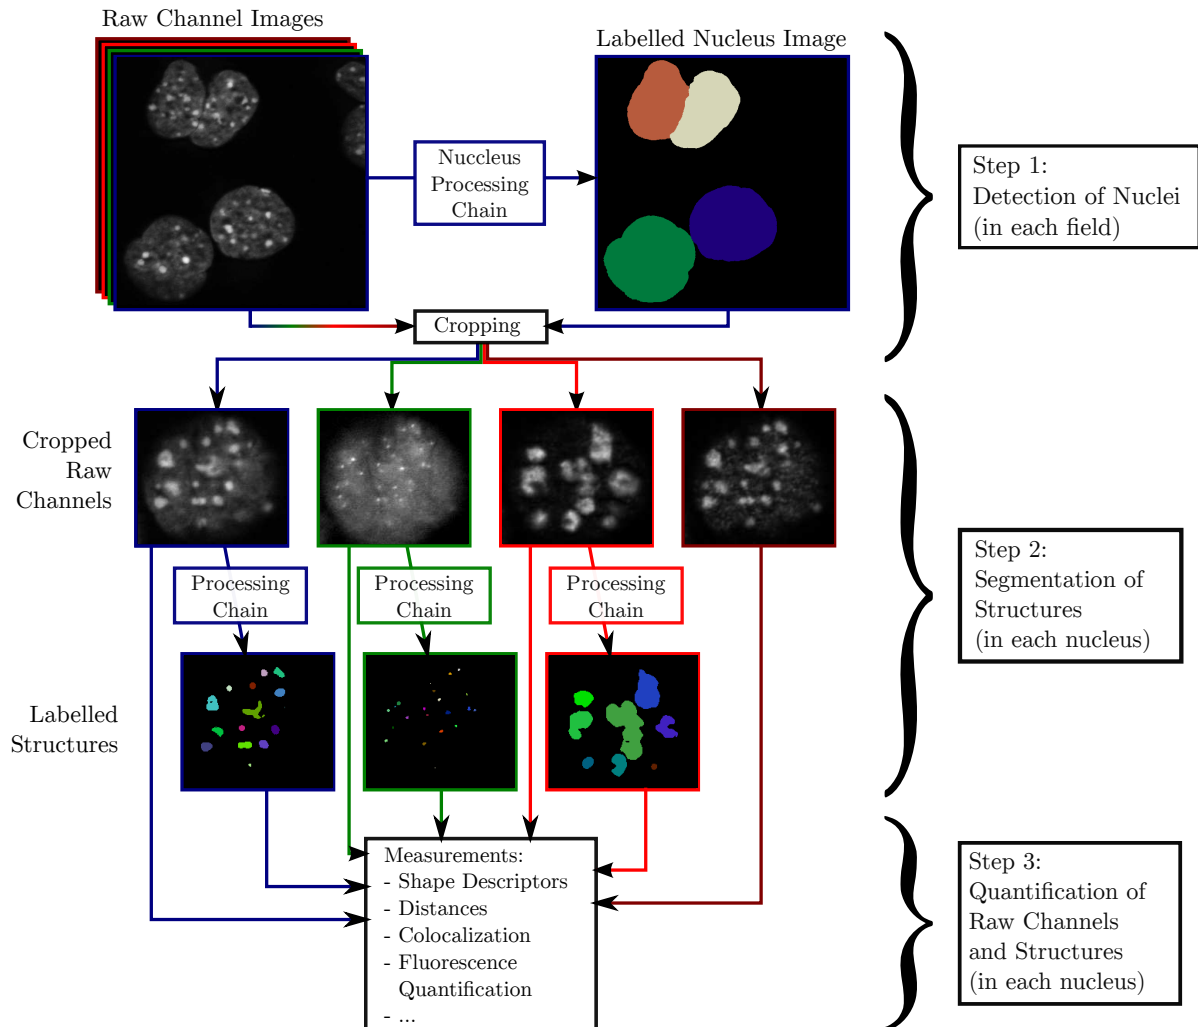 Raw Channel Images
Labelled Nucleus Image
Nuccleus
Processing
Chain
Step 1:
Detection of Nuclei
(in each field)
Cropping
Cropped
Raw
Channels
Processing
Chain
Processing
Chain
Processing
Chain
Step 2:
Segmentation of
Structures
(in each nucleus)
Labelled
Structures
Measurements:
- Shape Descriptors
- Distances
- Colocalization
- Fluorescence
Quantification
- ...
Step 3:
Quantification of
Raw Channels
and Structures
(in each nucleus)